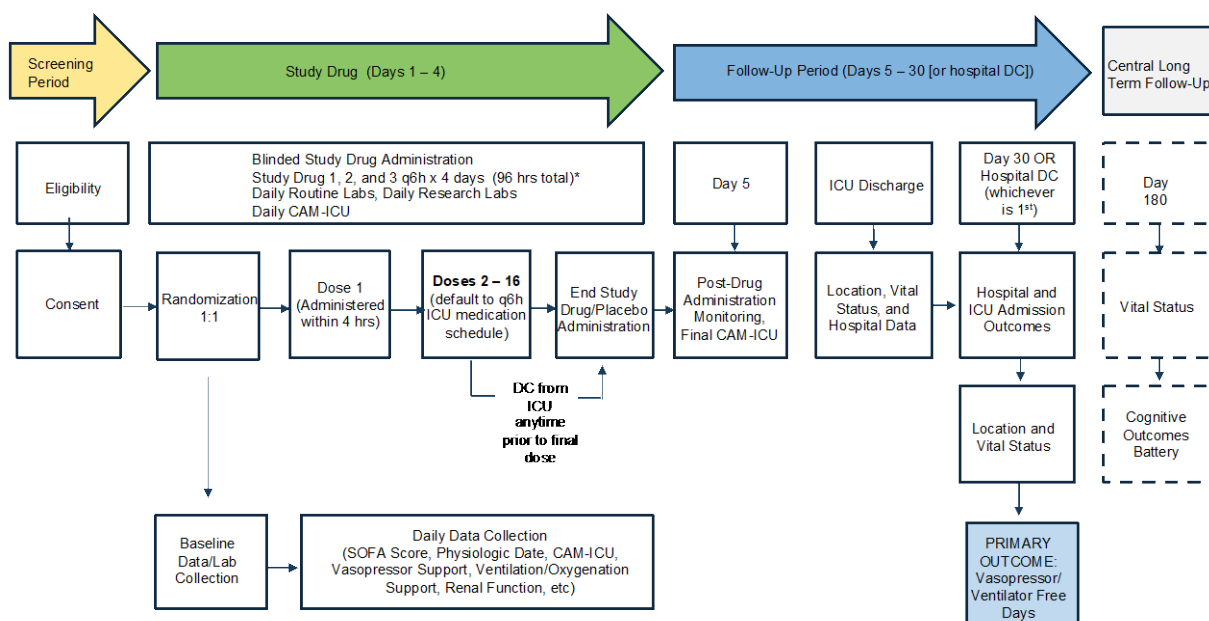 Screening
Period
Study Drug (Days 1 – 4)
Follow-Up Period (Days 5 – 30 [or hospital DC])
Central Long
Term Follow-Up
Eligibility
Blinded Study Drug Administration
Study Drug 1, 2, and 3 q6h x 4 days (96 hrs total)*
Daily Routine Labs, Daily Research Labs
Daily CAM-ICU
Day 5
ICU Discharge
Day 30 OR
Hospital DC
(whichever
is 1st)
Day
180
Consent
Randomization
1:1
Dose 1
(Administered
within 4 hrs)
Doses 2 – 16
(default to q6h
ICU medication
schedule)
End Study
Drug/Placebo
Administration
Post-Drug
Administration
Monitoring,
Final CAM-ICU
Location, Vital
Status, and
Hospital Data
Hospital and
ICU Admission
Outcomes
Vital Status
DC from
ICU
anytime
prior to final
dose
Location and
Vital Status
Cognitive
Outcomes
Battery
Baseline
Data/Lab
Collection
Daily Data Collection
(SOFA Score, Physiologic Date, CAM-ICU,
Vasopressor Support, Ventilation/Oxygenation
Support, Renal Function, etc)
PRIMARY
OUTCOME:
Vasopressor/
Ventilator Free
Days